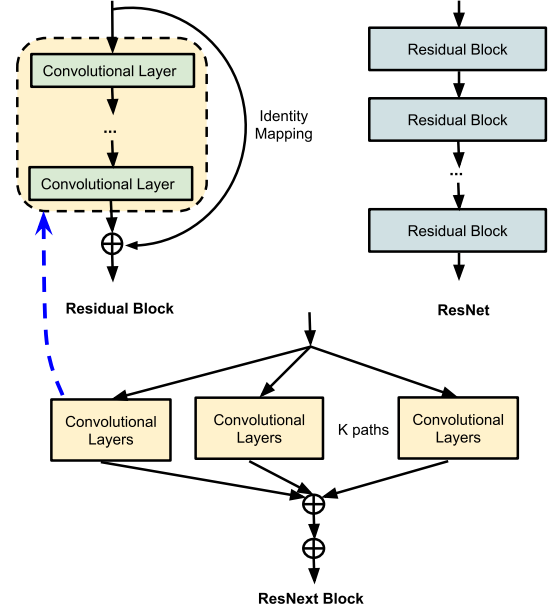 Convolutional Layer
...
Convolutional Layer
Identity
Mapping
Residual Block
Residual Block
Residual Block
...
Residual Block
ResNet
Convolutional
Layers
Convolutional
Layers
K paths
Convolutional
Layers
ResNext Block